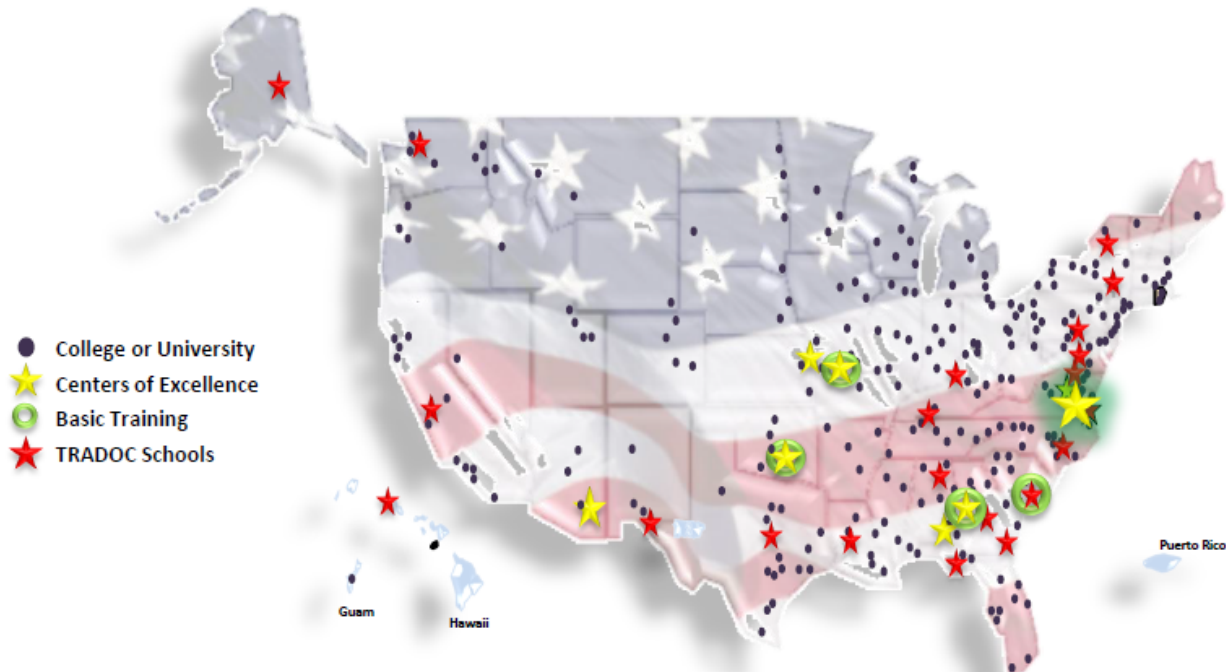 College or University
Centers of Excellence
Basic Training
TRADOC Schools
Guam
Hawaii
Puerto Rico